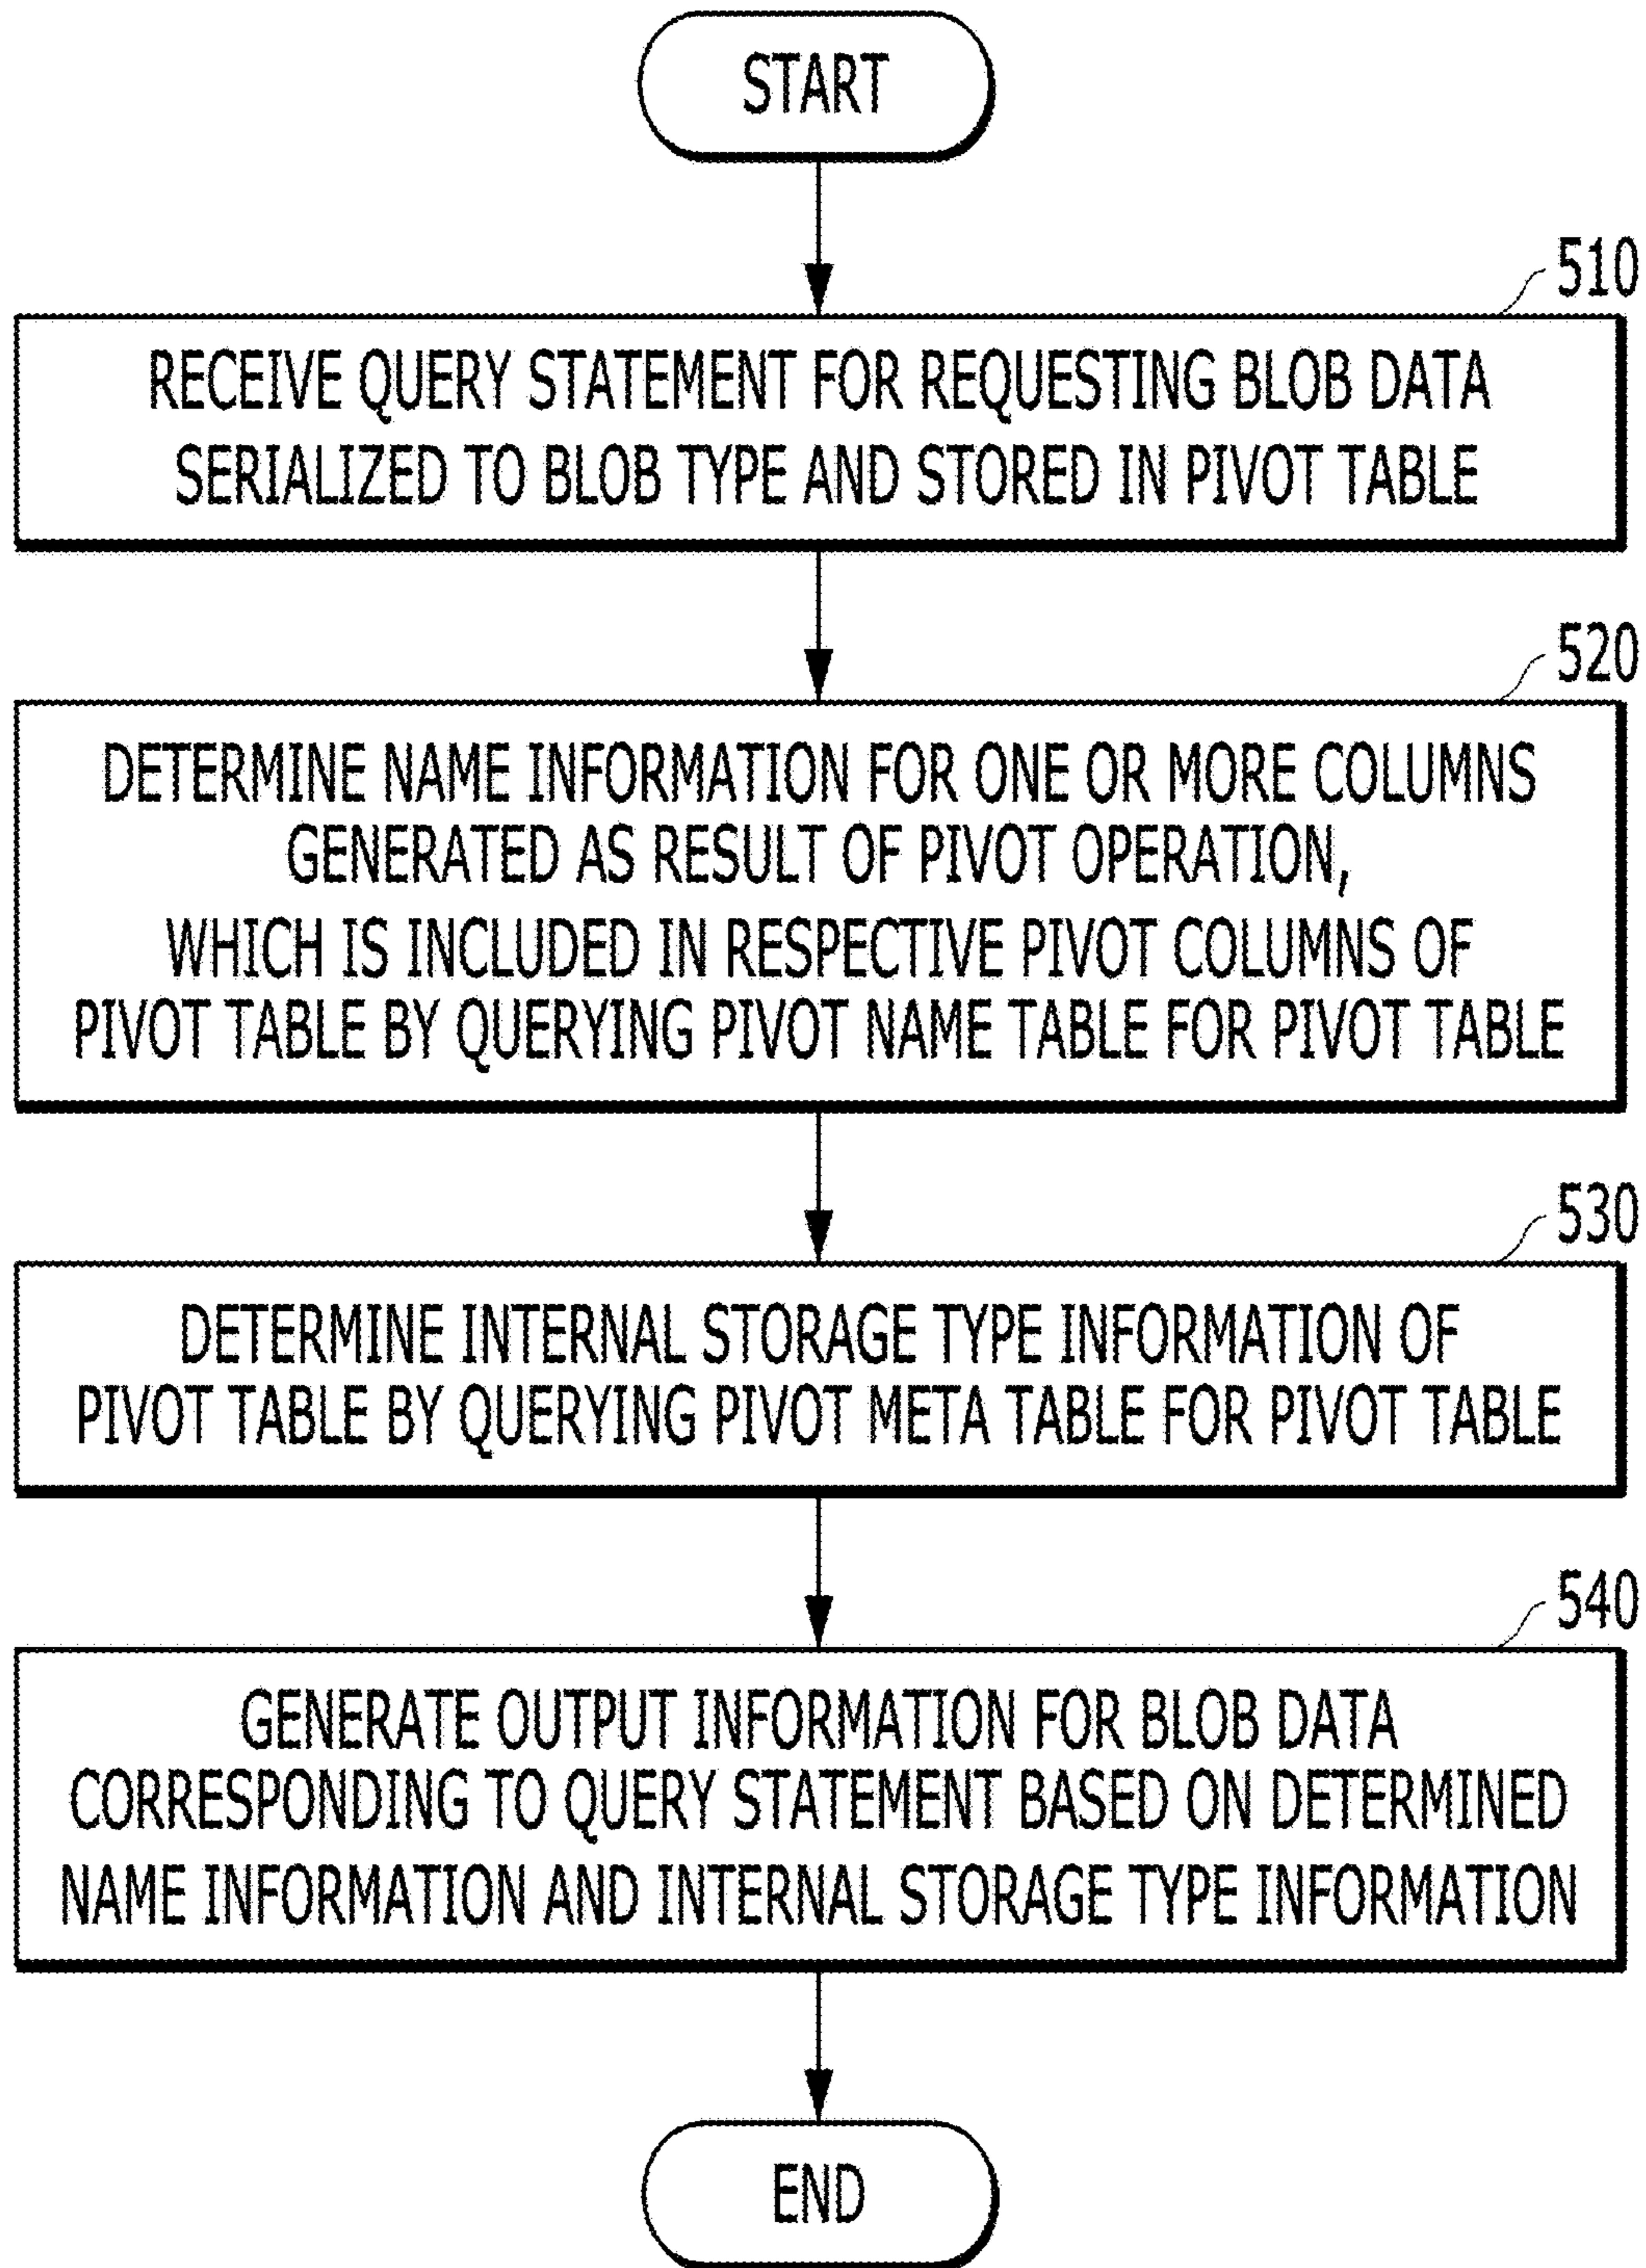 START
510
RECEIVE QUERY STATEMENT FOR REQUESTING BLOB DATA
SERIALIZED TO BLOB TYPE AND STORED IN PIVOT TABLE
520
DETERMINE NAME INFORMATION FOR ONE OR MORE COLUMNS
GENERATED AS RESULT OF PIVOT OPERATION,
WHICH IS INCLUDED IN RESPECTIVE PIVOT COLUMNS OF
PIVOT TABLE BY QUERYING PIVOT NAME TABLE FOR PIVOT TABLE
530
DETERMINE INTERNAL STORAGE TYPE INFORMATION OF
PIVOT TABLE BY QUERYING PIVOT META TABLE FOR PIVOT TABLE
540
GENERATE OUTPUT INFORMATION FOR BLOB DATA
CORRESPONDING TO QUERY STATEMENT BASED ON DETERMINED
NAME INFORMATION AND INTERNAL STORAGE TYPE INFORMATION
END